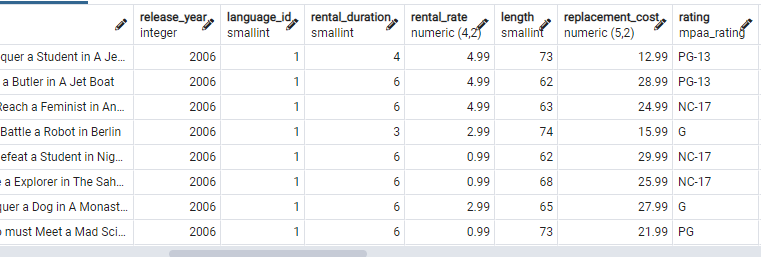 release_year language_id rental_duration rental_rate length replacement_cost rating
integer smallint smallint numeric (4,2) smallint numeric (5,2) mpaa_rating
quer a Student in A Je... 2006 1 4 4.99 73 12.99 PG-13
a Butler in A Jet Boat 2006 1 6 4.99 62 28.99 PG-13
Reach a Feminist in An... 2006 1 6 4.99 63 24.99 NC-17
Battle a Robot in Berlin 2006 1 3 2.99 74 15.99 G
efeat a Student in Nig... 2006 1 6 0.99 62 29.99 NC-17
e a Explorer in The Sah... 2006 1 6 0.99 68 25.99 NC-17
quer a Dog in A Monast... 2006 1 6 2.99 65 27.99 G
o must Meet a Mad Sci... 2006 1 6 0.99 73 21.99 PG